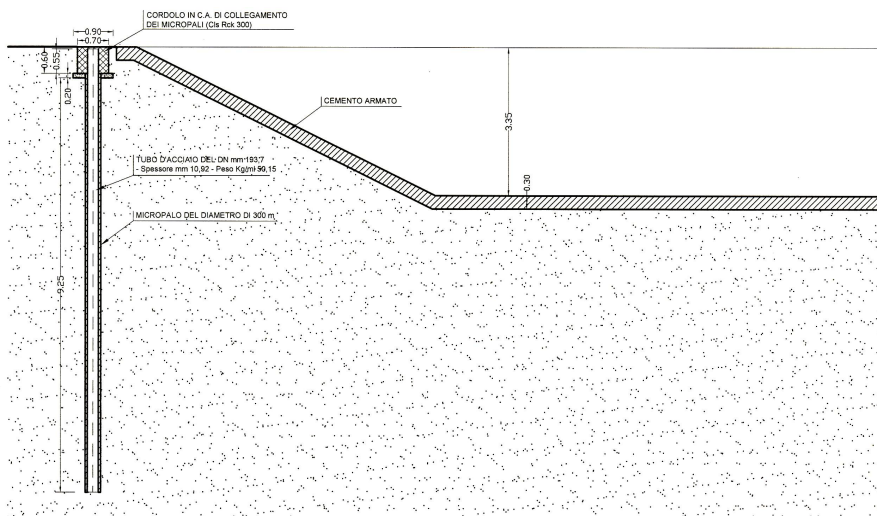 CORDOLO IN C.A. DI COLLEGAMENTO
DEI MICROPALI (Cls Rck 300)
0.90
0.70
0.60
0.55
0.20
CEMENTO ARMATO
3.35
0.30
TUBO D'ACCIAIO DEL DN mm 193,7
- Spessore mm 10,92 - Peso Kg/ml 50,15
MICROPALO DEL DIAMETRO DI 300 m
9.25